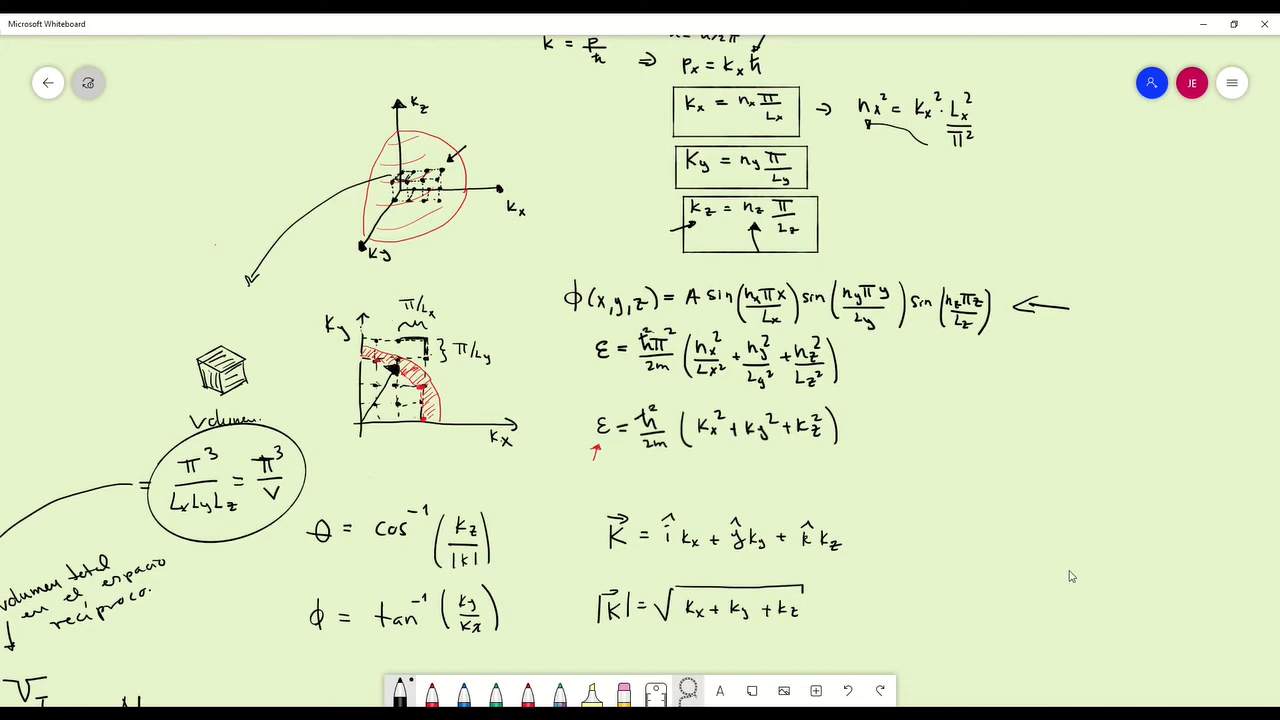 Microsoft Whiteboard
k = p/ħ
⇒ px = kx ħ
JE
kz
kx
ky
kx = nx π/Lx
→ nx² = kx² · Lx²/π²
ky = ny π/Ly
kz = nz π/Lz
ϕ(x,y,z) = A sin(nxπx/Lx) sin(nyπy/Ly) sin(nzπz/Lz)
π/Lx
ky
π/Ly
kx
ε = ħ²π²/2m (nx²/Lx² + ny²/Ly² + nz²/Lz²)
ε = ħ²/2m (kx² + ky² + kz²)
Volumen.
= π³/LxLyLz = π³/V
θ = cos⁻¹(kz/|k|)
K⃗ = î kx + ĵ ky + k̂ kz
volumen total
en el espacio
recíproco.
ϕ = tan⁻¹(ky/kx)
|K⃗| = √(kx + ky + kz)
A